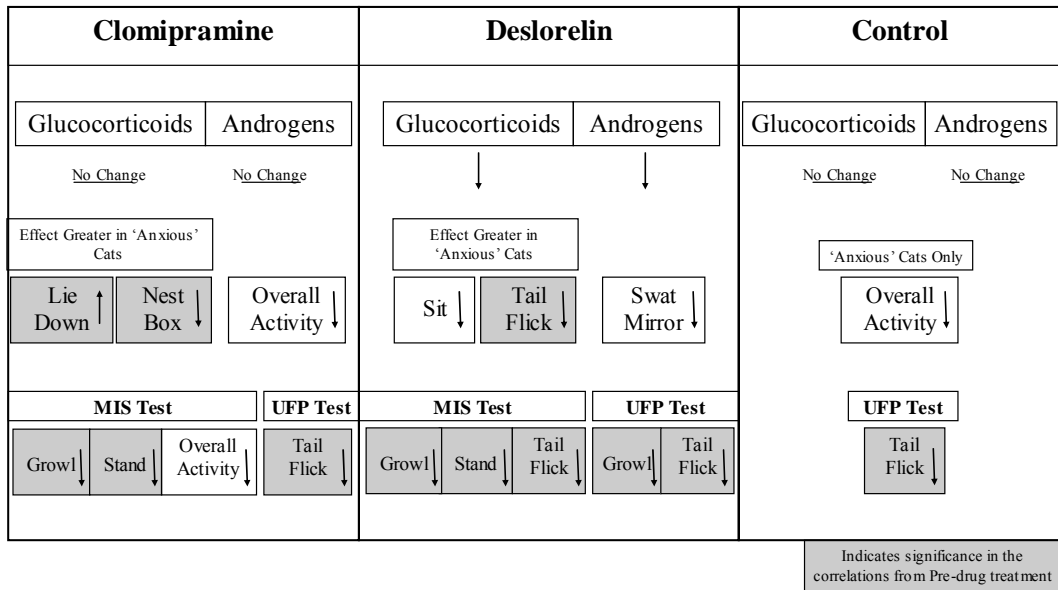 Clomipramine
Deslorelin
Control
Glucocorticoids
Androgens
Glucocorticoids
Androgens
Glucocorticoids
Androgens
No Change
No Change
No Change
No Change
Effect Greater in ‘Anxious’
Cats
Effect Greater in
‘Anxious’ Cats
‘Anxious’ Cats Only
Lie
Down
Nest
Box
Overall
Activity
Sit
Tail
Flick
Swat
Mirror
Overall
Activity
MIS Test
UFP Test
MIS Test
UFP Test
UFP Test
Growl
Stand
Overall
Activity
Tail
Flick
Growl
Stand
Tail
Flick
Growl
Tail
Flick
Tail
Flick
Indicates significance in the
correlations from Pre-drug treatment